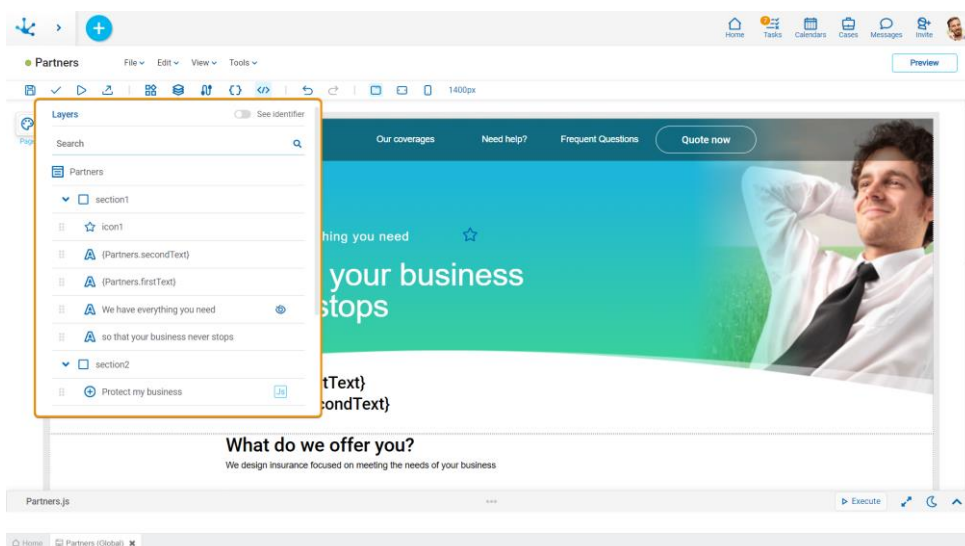 7
Home Tasks Calendars Cases Messages Invite
Partners File Edit View Tools Preview
1400px
Page
Layers See identifier
Search
Partners
section1
icon1
{Partners.secondText}
{Partners.firstText}
We have everything you need
so that your business never stops
section2
Protect my business Js
Our coverages Need help? Frequent Questions Quote now
hing you need
your business
stops
tText}
condText}
What do we offer you?
We design insurance focused on meeting the needs of your business
Partners.js Execute
Home Partners (Global)